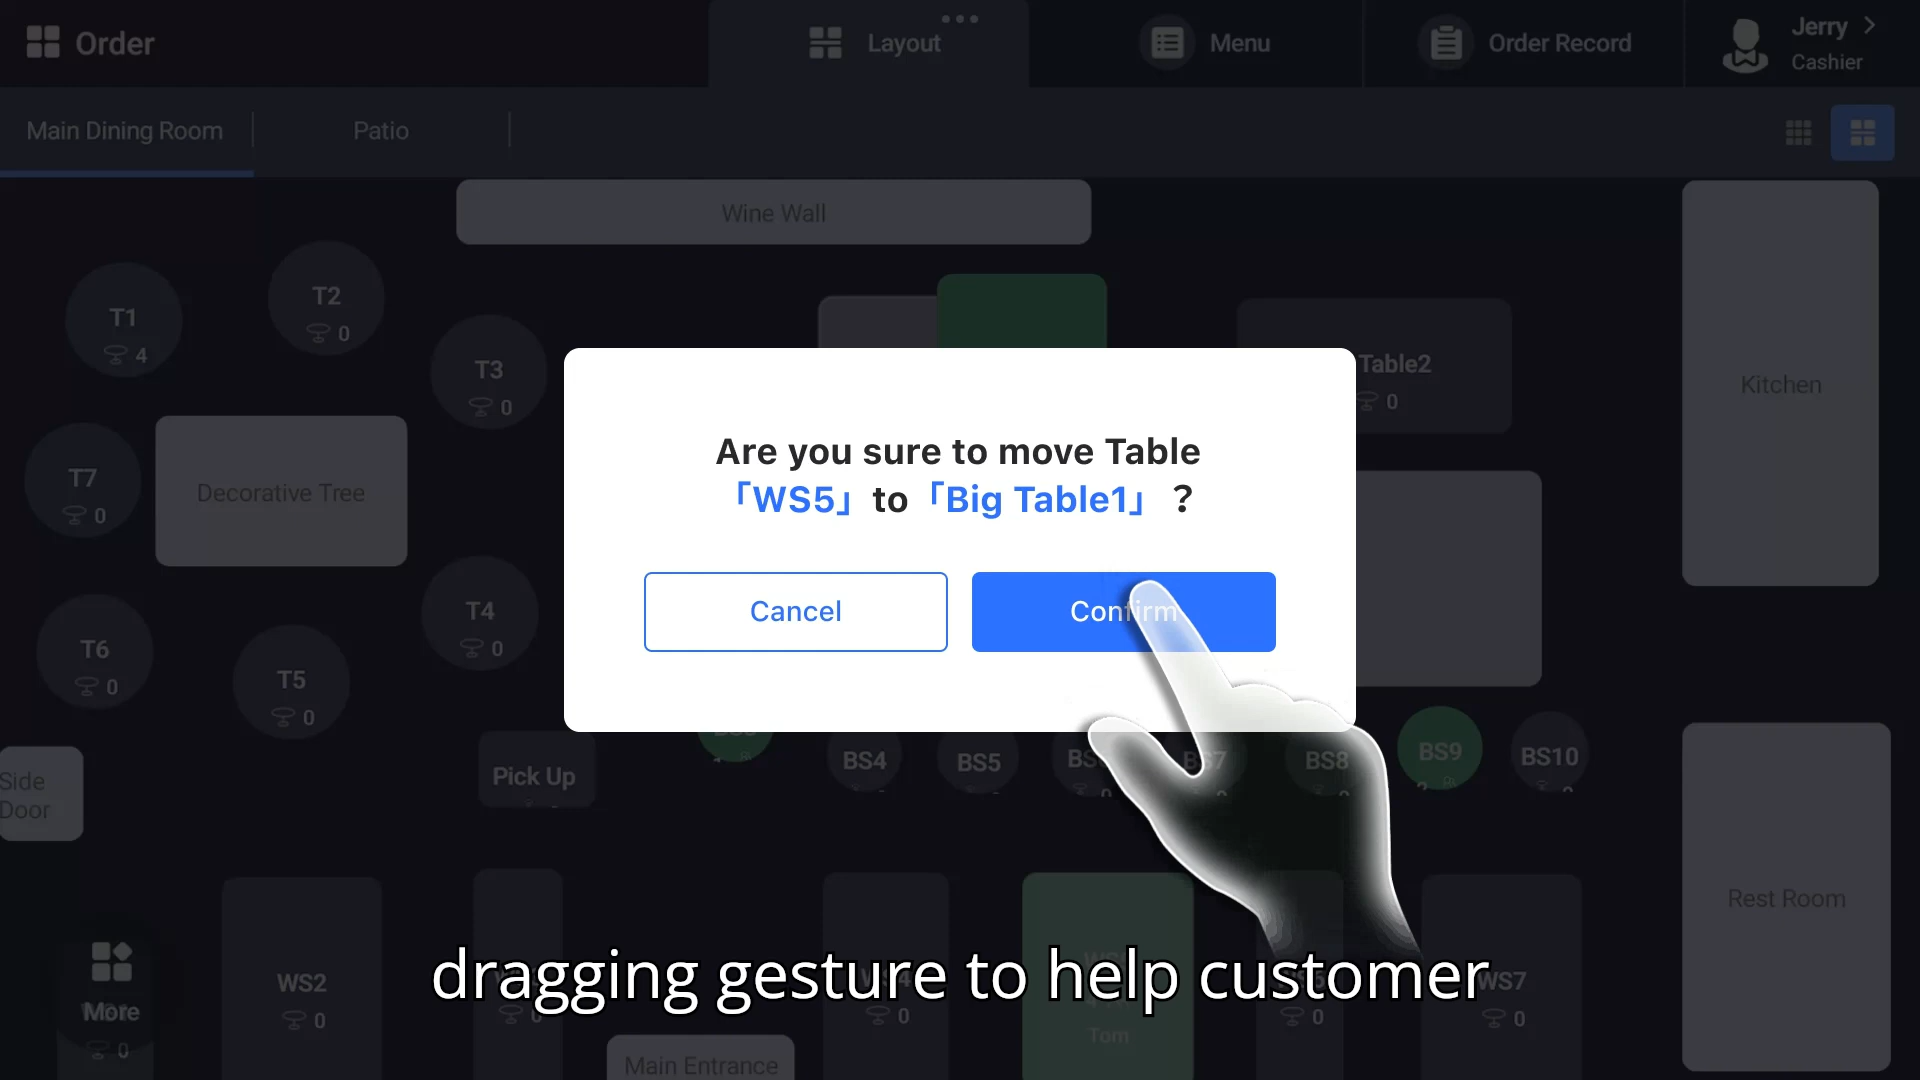 Order
Layout
Menu
Order Record
Jerry
Cashier
Main Dining Room
Patio
Wine Wall
T1
4
T2
0
T3
0
Table2
0
Kitchen
T7
0
Decorative Tree
Are you sure to move Table
「WS5」 to 「Big Table1」 ?
Cancel
Confirm
T4
0
T6
0
T5
0
Side
Door
Pick Up
BS4
BS5
BS8
BS9
BS10
Rest Room
More
0
WS2
0
0
0
Tom
0
WS7
0
Main Entrance
dragging gesture to help customer